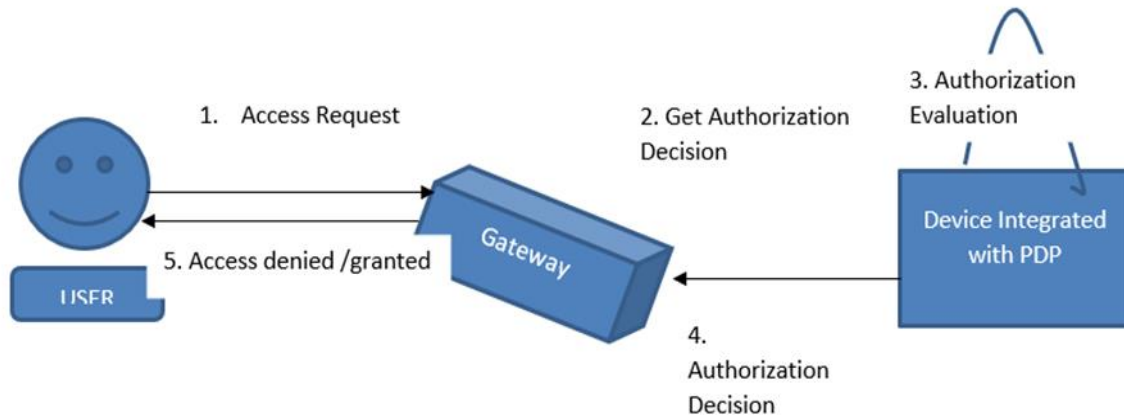 1. Access Request
2. Get Authorization
Decision
3. Authorization
Evaluation
Device Integrated
with PDP
Gateway
5. Access denied /granted
USER
4.
Authorization
Decision